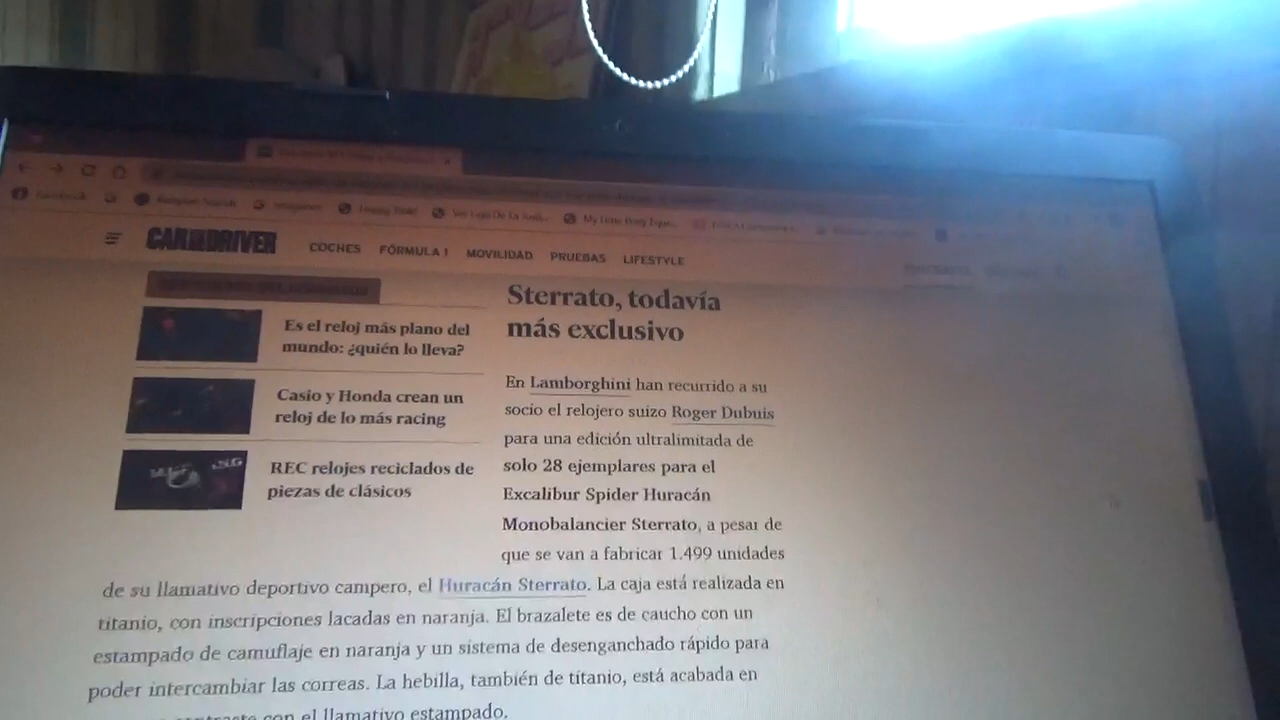 Facebook
CAR AND DRIVER
COCHES FÓRMULA 1 MOVILIDAD PRUEBAS LIFESTYLE
Es el reloj más plano del
mundo: ¿quién lo lleva?
Casio y Honda crean un
reloj de lo más racing
REC relojes reciclados de
piezas de clásicos
Sterrato, todavía
más exclusivo
En Lamborghini han recurrido a su
socio el relojero suizo Roger Dubuis
para una edición ultralimitada de
solo 28 ejemplares para el
Excalibur Spider Huracán
Monobalancier Sterrato, a pesar de
que se van a fabricar 1.499 unidades
de su llamativo deportivo campero, el Huracán Sterrato. La caja está realizada en
titanio, con inscripciones lacadas en naranja. El brazalete es de caucho con un
estampado de camuflaje en naranja y un sistema de desenganchado rápido para
poder intercambiar las correas. La hebilla, también de titanio, está acabada en
contraste con el llamativo estampado.